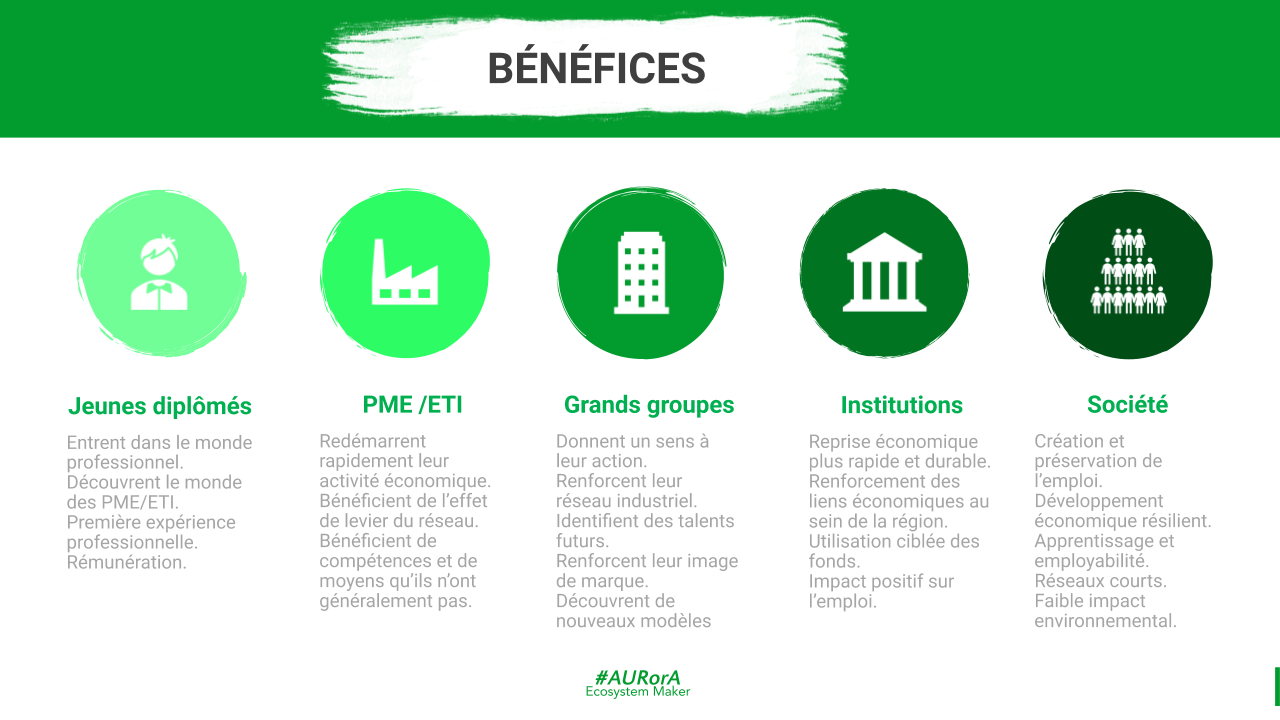 BÉNÉFICES
Jeunes diplômés
Entrent dans le monde
professionnel.
Découvrent le monde
des PME/ETI.
Première expérience
professionnelle.
Rémunération.
PME /ETI
Redémarrent
rapidement leur
activité économique.
Bénéficient de l’effet
de levier du réseau.
Bénéficient de
compétences et de
moyens qu’ils n’ont
généralement pas.
Grands groupes
Donnent un sens à
leur action.
Renforcent leur
réseau industriel.
Identifient des talents
futurs.
Renforcent leur image
de marque.
Découvrent de
nouveaux modèles
Institutions
Reprise économique
plus rapide et durable.
Renforcement des
liens économiques au
sein de la région.
Utilisation ciblée des
fonds.
Impact positif sur
l’emploi.
Société
Création et
préservation de
l’emploi.
Développement
économique résilient.
Apprentissage et
employabilité.
Réseaux courts.
Faible impact
environnemental.
#AURorA
Ecosystem Maker